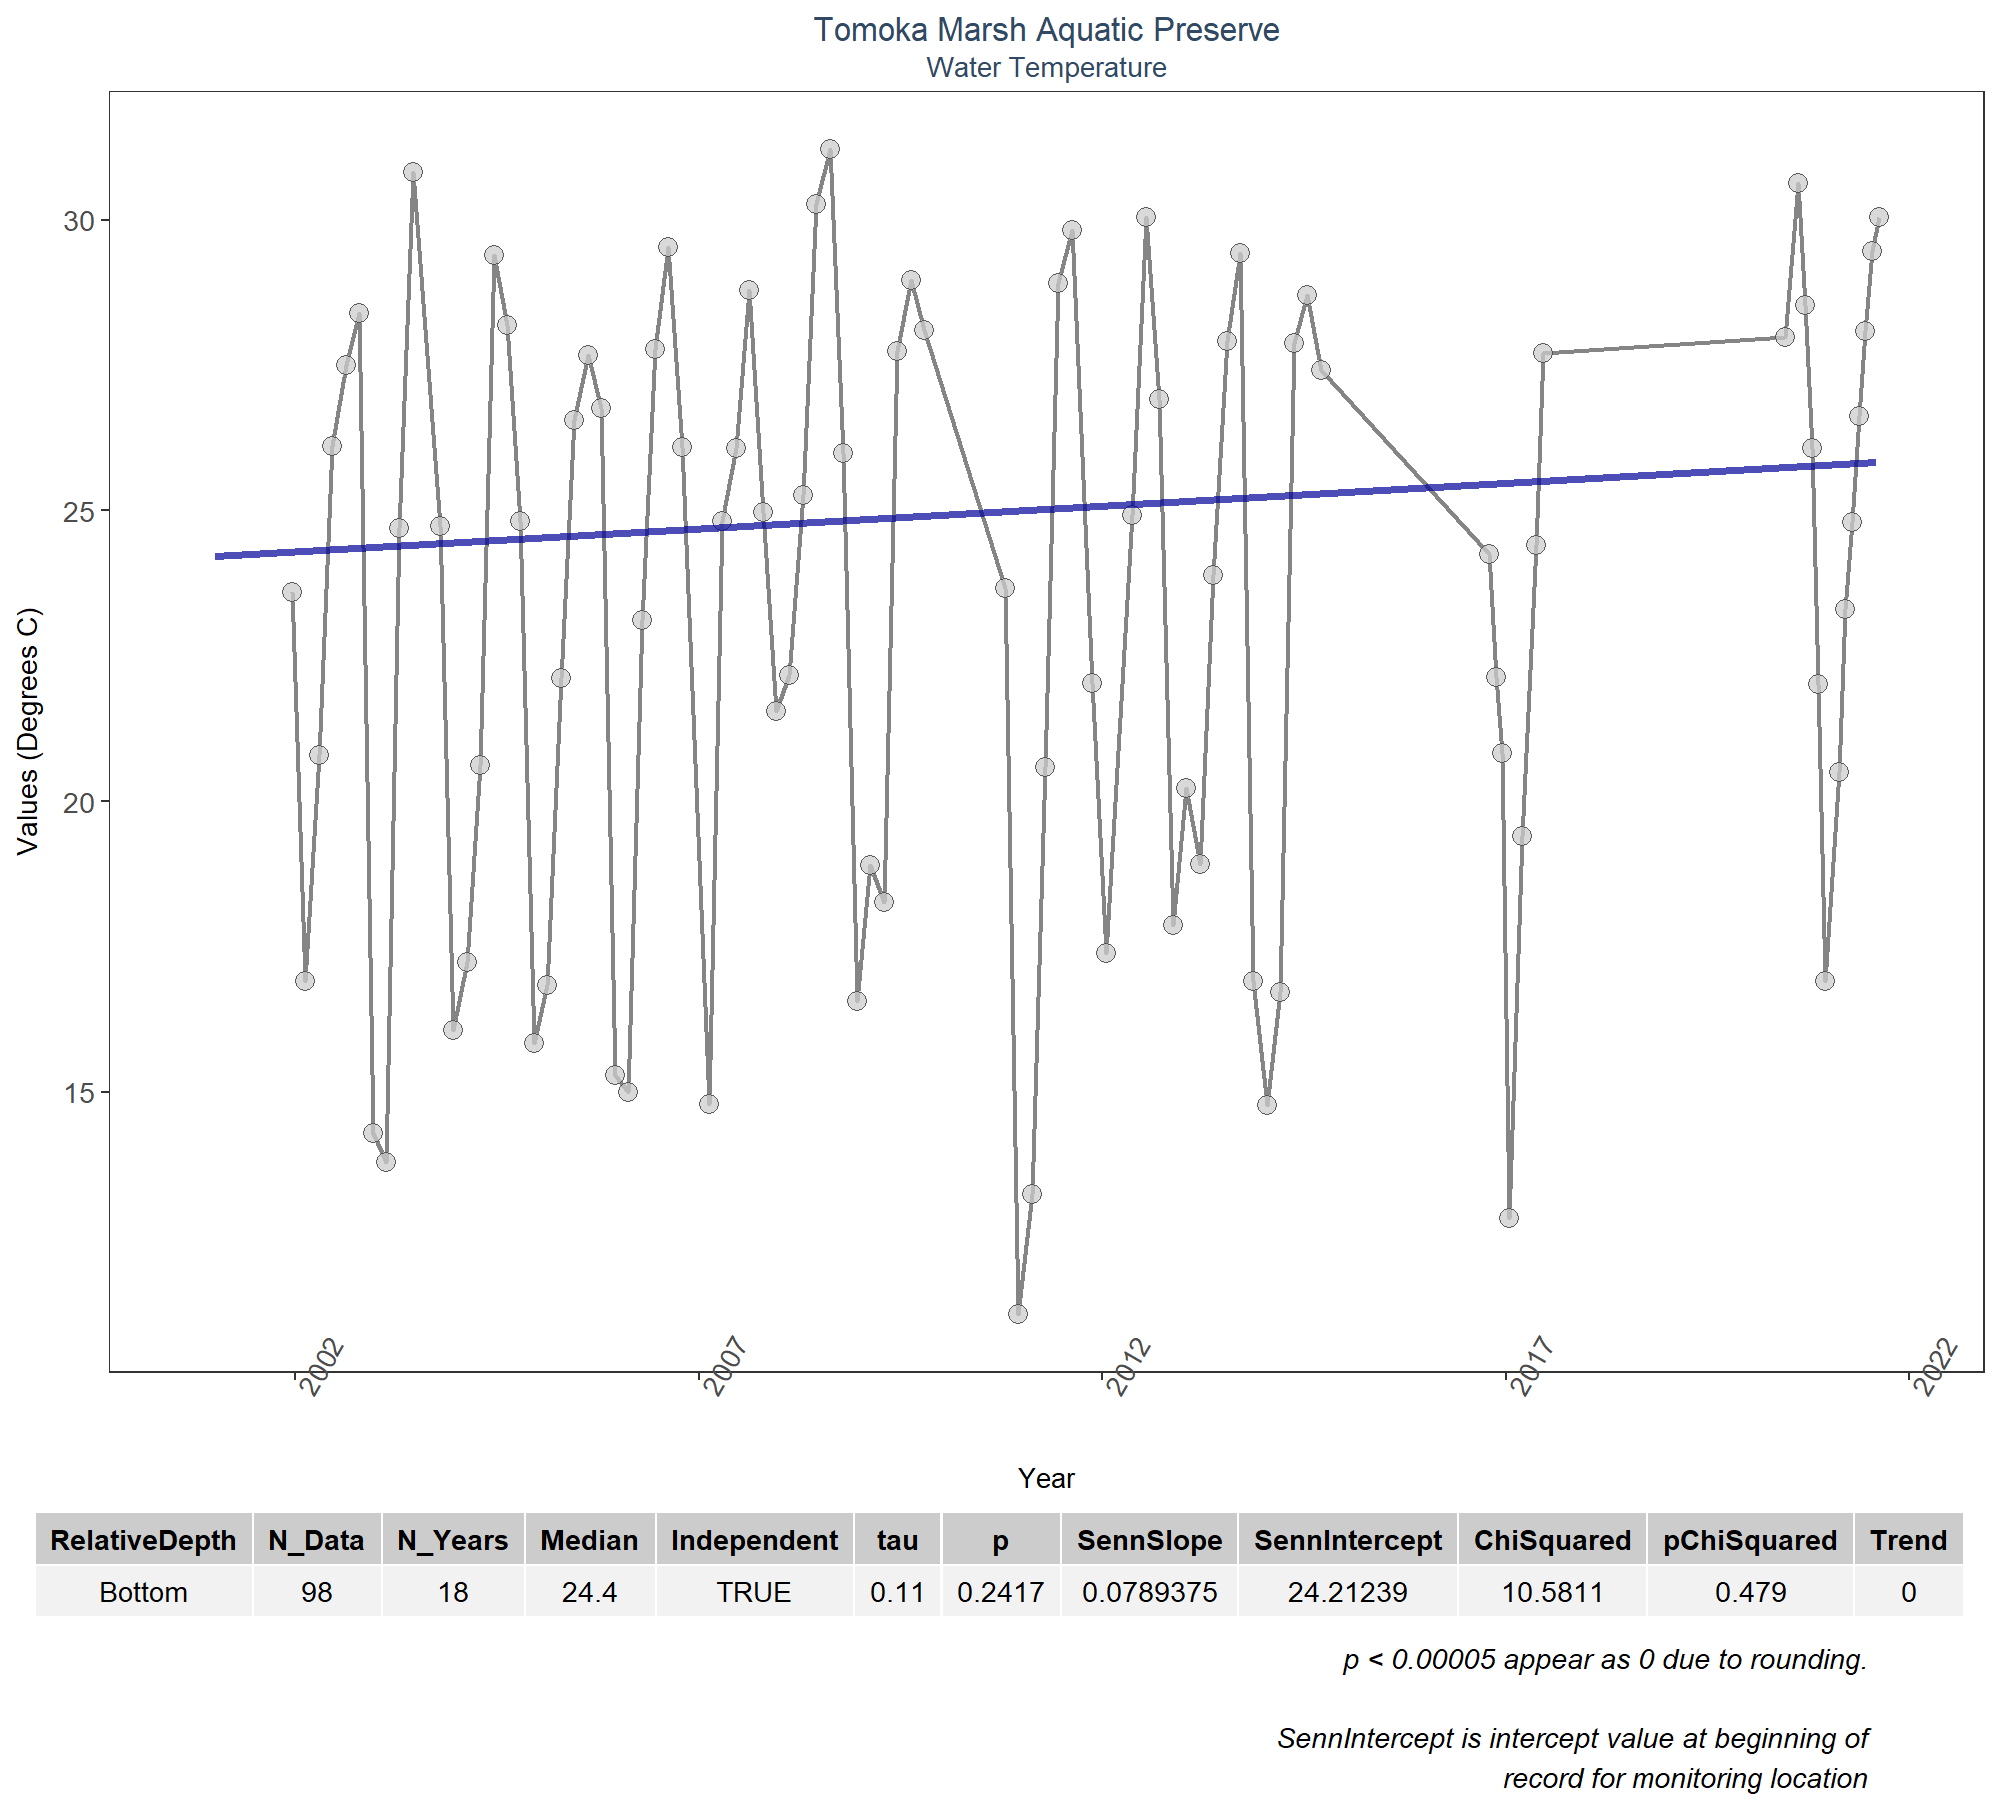 Tomoka Marsh Aquatic Preserve
Water Temperature
Values (Degrees C)
30
25
20
15
2002
2007
2012
2017
2022
Year
RelativeDepth N_Data N_Years Median Independent tau p SennSlope SennIntercept ChiSquared pChiSquared Trend
Bottom 98 18 24.4 TRUE 0.11 0.2417 0.0789375 24.21239 10.5811 0.479 0
p < 0.00005 appear as 0 due to rounding.
SennIntercept is intercept value at beginning of
record for monitoring location